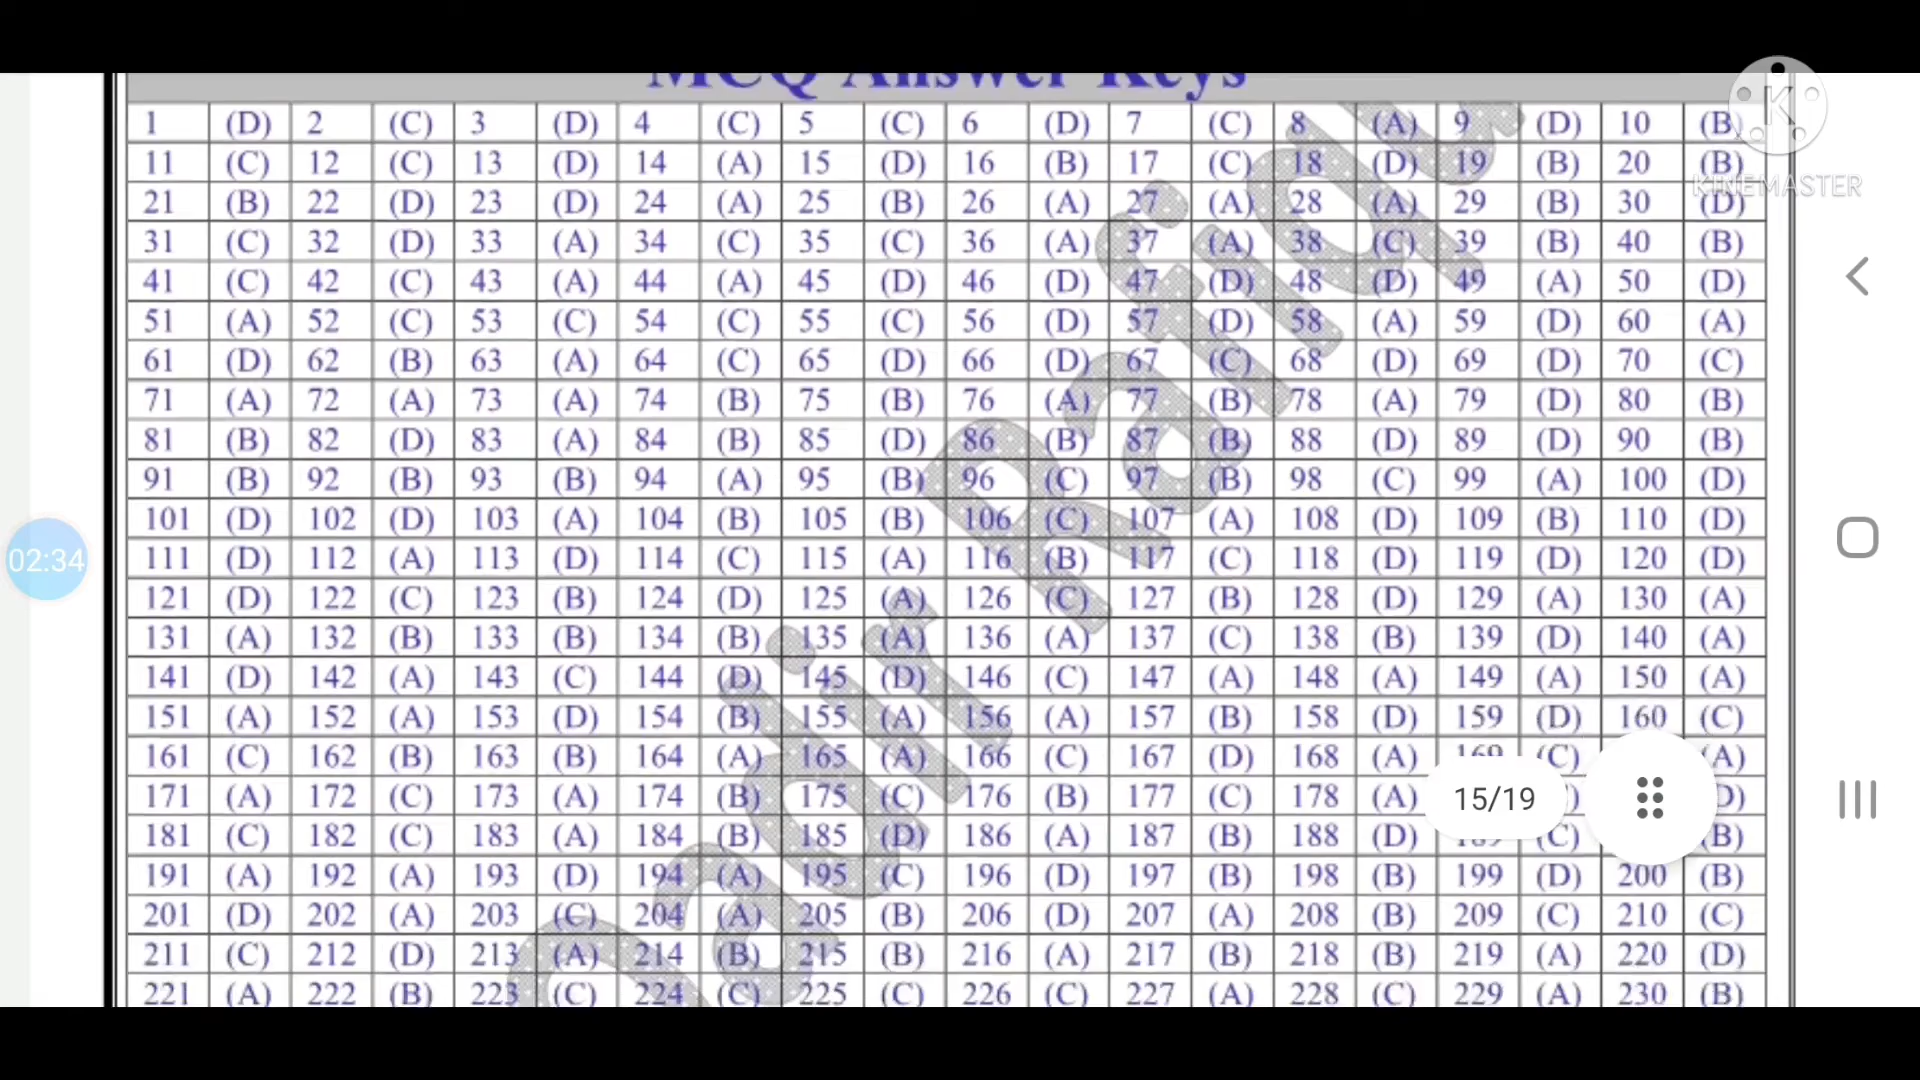 MCQ Answer Keys
1 (D) 2 (C) 3 (D) 4 (C) 5 (C) 6 (D) 7 (C) 8 (A) 9 (D) 10 (B)
11 (C) 12 (C) 13 (D) 14 (A) 15 (D) 16 (B) 17 (C) 18 (D) 19 (B) 20 (B)
KINEMASTER
21 (B) 22 (D) 23 (D) 24 (A) 25 (B) 26 (A) 27 (A) 28 (A) 29 (B) 30 (D)
31 (C) 32 (D) 33 (A) 34 (C) 35 (C) 36 (A) 37 (A) 38 (C) 39 (B) 40 (B)
41 (C) 42 (C) 43 (A) 44 (A) 45 (D) 46 (D) 47 (D) 48 (D) 49 (A) 50 (D)
51 (A) 52 (C) 53 (C) 54 (C) 55 (C) 56 (D) 57 (D) 58 (A) 59 (D) 60 (A)
61 (D) 62 (B) 63 (A) 64 (C) 65 (D) 66 (D) 67 (C) 68 (D) 69 (D) 70 (C)
71 (A) 72 (A) 73 (A) 74 (B) 75 (B) 76 (A) 77 (B) 78 (A) 79 (D) 80 (B)
81 (B) 82 (D) 83 (A) 84 (B) 85 (D) 86 (B) 87 (B) 88 (D) 89 (D) 90 (B)
91 (B) 92 (B) 93 (B) 94 (A) 95 (B) 96 (C) 97 (B) 98 (C) 99 (A) 100 (D)
101 (D) 102 (D) 103 (A) 104 (B) 105 (B) 106 (C) 107 (A) 108 (D) 109 (B) 110 (D)
02:34
111 (D) 112 (A) 113 (D) 114 (C) 115 (A) 116 (B) 117 (C) 118 (D) 119 (D) 120 (D)
121 (D) 122 (C) 123 (B) 124 (D) 125 (A) 126 (C) 127 (B) 128 (D) 129 (A) 130 (A)
131 (A) 132 (B) 133 (B) 134 (B) 135 (A) 136 (A) 137 (C) 138 (B) 139 (D) 140 (A)
141 (D) 142 (A) 143 (C) 144 (D) 145 (D) 146 (C) 147 (A) 148 (A) 149 (A) 150 (A)
151 (A) 152 (A) 153 (D) 154 (B) 155 (A) 156 (A) 157 (B) 158 (D) 159 (D) 160 (C)
161 (C) 162 (B) 163 (B) 164 (A) 165 (A) 166 (C) 167 (D) 168 (A) 169 (C) (A)
171 (A) 172 (C) 173 (A) 174 (B) 175 (C) 176 (B) 177 (C) 178 (A)
15/19
181 (C) 182 (C) 183 (A) 184 (B) 185 (D) 186 (A) 187 (B) 188 (D) 189 (C) (B)
191 (A) 192 (A) 193 (D) 194 (A) 195 (C) 196 (D) 197 (B) 198 (B) 199 (D) 200 (B)
201 (D) 202 (A) 203 (C) 204 (A) 205 (B) 206 (D) 207 (A) 208 (B) 209 (C) 210 (C)
211 (C) 212 (D) 213 (A) 214 (B) 215 (B) 216 (A) 217 (B) 218 (B) 219 (A) 220 (D)
221 (A) 222 (B) 223 (C) 224 (C) 225 (C) 226 (C) 227 (A) 228 (C) 229 (A) 230 (B)